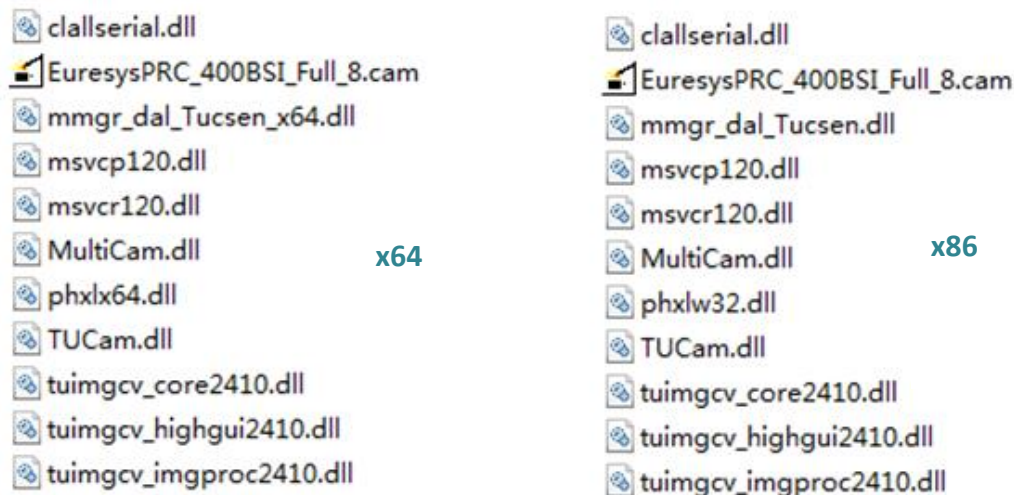 clallserial.dll
EuresysPRC_400BSI_Full_8.cam
mmgr_dal_Tucsen_x64.dll
msvcp120.dll
msvcr120.dll
MultiCam.dll
phxlx64.dll
TUCam.dll
tuimgcv_core2410.dll
tuimgcv_highgui2410.dll
tuimgcv_imgproc2410.dll
x64
clallserial.dll
EuresysPRC_400BSI_Full_8.cam
mmgr_dal_Tucsen.dll
msvcp120.dll
msvcr120.dll
MultiCam.dll
phxlw32.dll
TUCam.dll
tuimgcv_core2410.dll
tuimgcv_highgui2410.dll
tuimgcv_imgproc2410.dll
x86